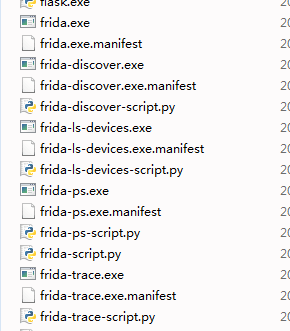 flask.exe
frida.exe
frida.exe.manifest
frida-discover.exe
frida-discover.exe.manifest
frida-discover-script.py
frida-ls-devices.exe
frida-ls-devices.exe.manifest
frida-ls-devices-script.py
frida-ps.exe
frida-ps.exe.manifest
frida-ps-script.py
frida-script.py
frida-trace.exe
frida-trace.exe.manifest
frida-trace-script.py